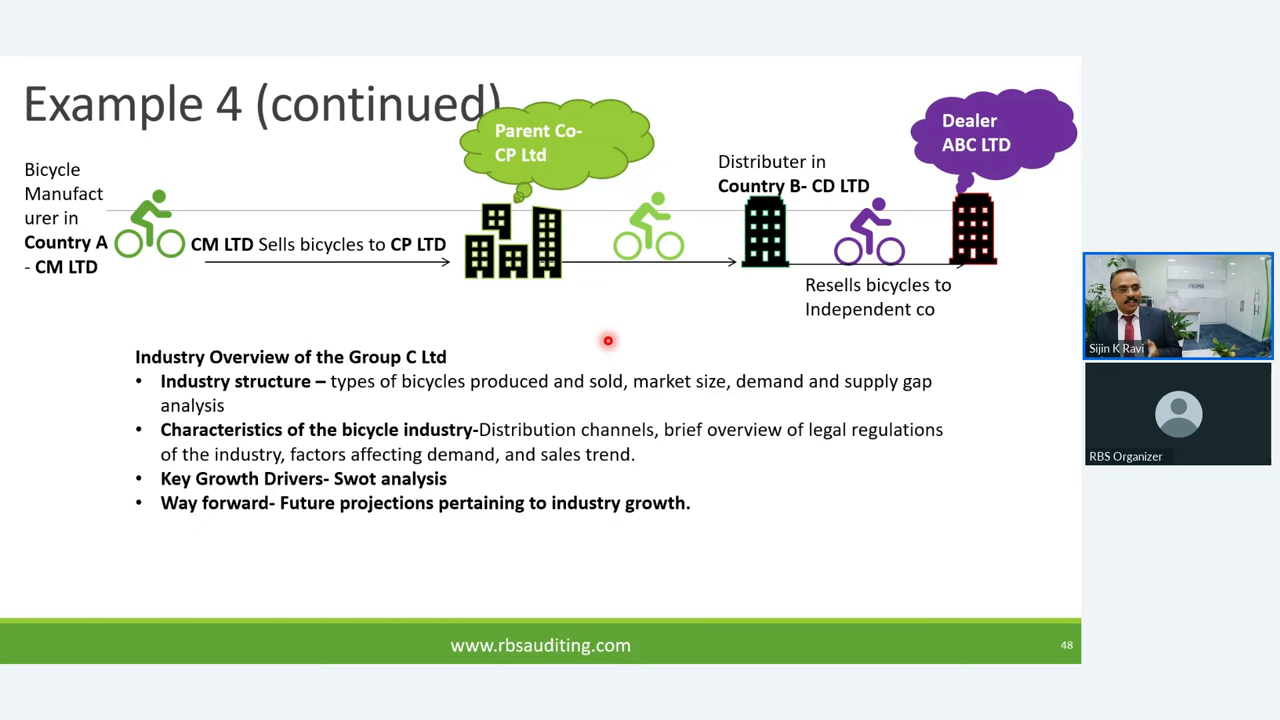 Example 4 (continued)
Parent Co-
CP Ltd
Dealer
ABC LTD
Bicycle
Manufact
urer in
Country A
- CM LTD
CM LTD Sells bicycles to CP LTD
Distributer in
Country B- CD LTD
Resells bicycles to
Independent co
Industry Overview of the Group C Ltd
• Industry structure – types of bicycles produced and sold, market size, demand and supply gap
analysis
• Characteristics of the bicycle industry-Distribution channels, brief overview of legal regulations
of the industry, factors affecting demand, and sales trend.
• Key Growth Drivers- Swot analysis
• Way forward- Future projections pertaining to industry growth.
www.rbsauditing.com
48
Sijin K Ravi
RBS Organizer